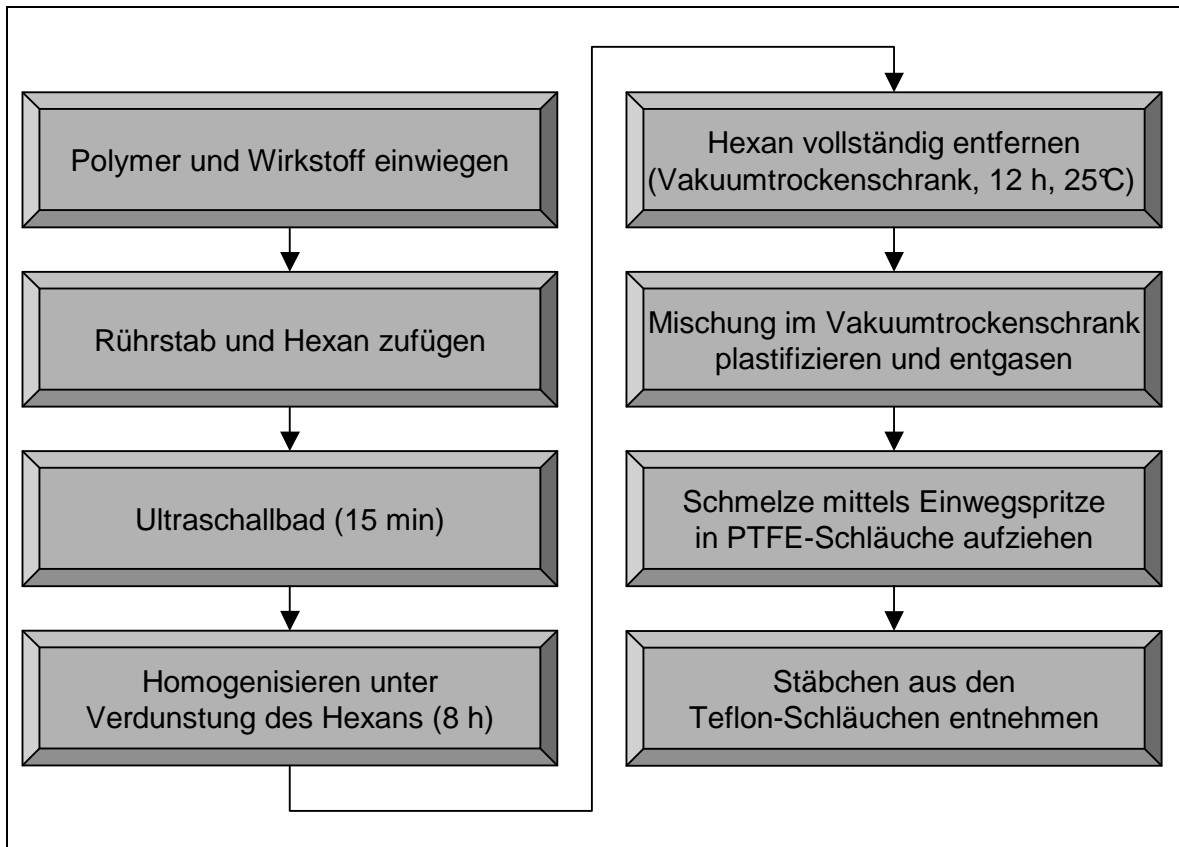 Polymer und Wirkstoff einwiegen
Rührstab und Hexan zufügen
Ultraschallbad (15 min)
Homogenisieren unter
Verdunstung des Hexans (8 h)
Hexan vollständig entfernen
(Vakuumtrockenschrank, 12 h, 25°C)
Mischung im Vakuumtrockenschrank
plastifizieren und entgasen
Schmelze mittels Einwegspritze
in PTFE-Schläuche aufziehen
Stäbchen aus den
Teflon-Schläuchen entnehmen